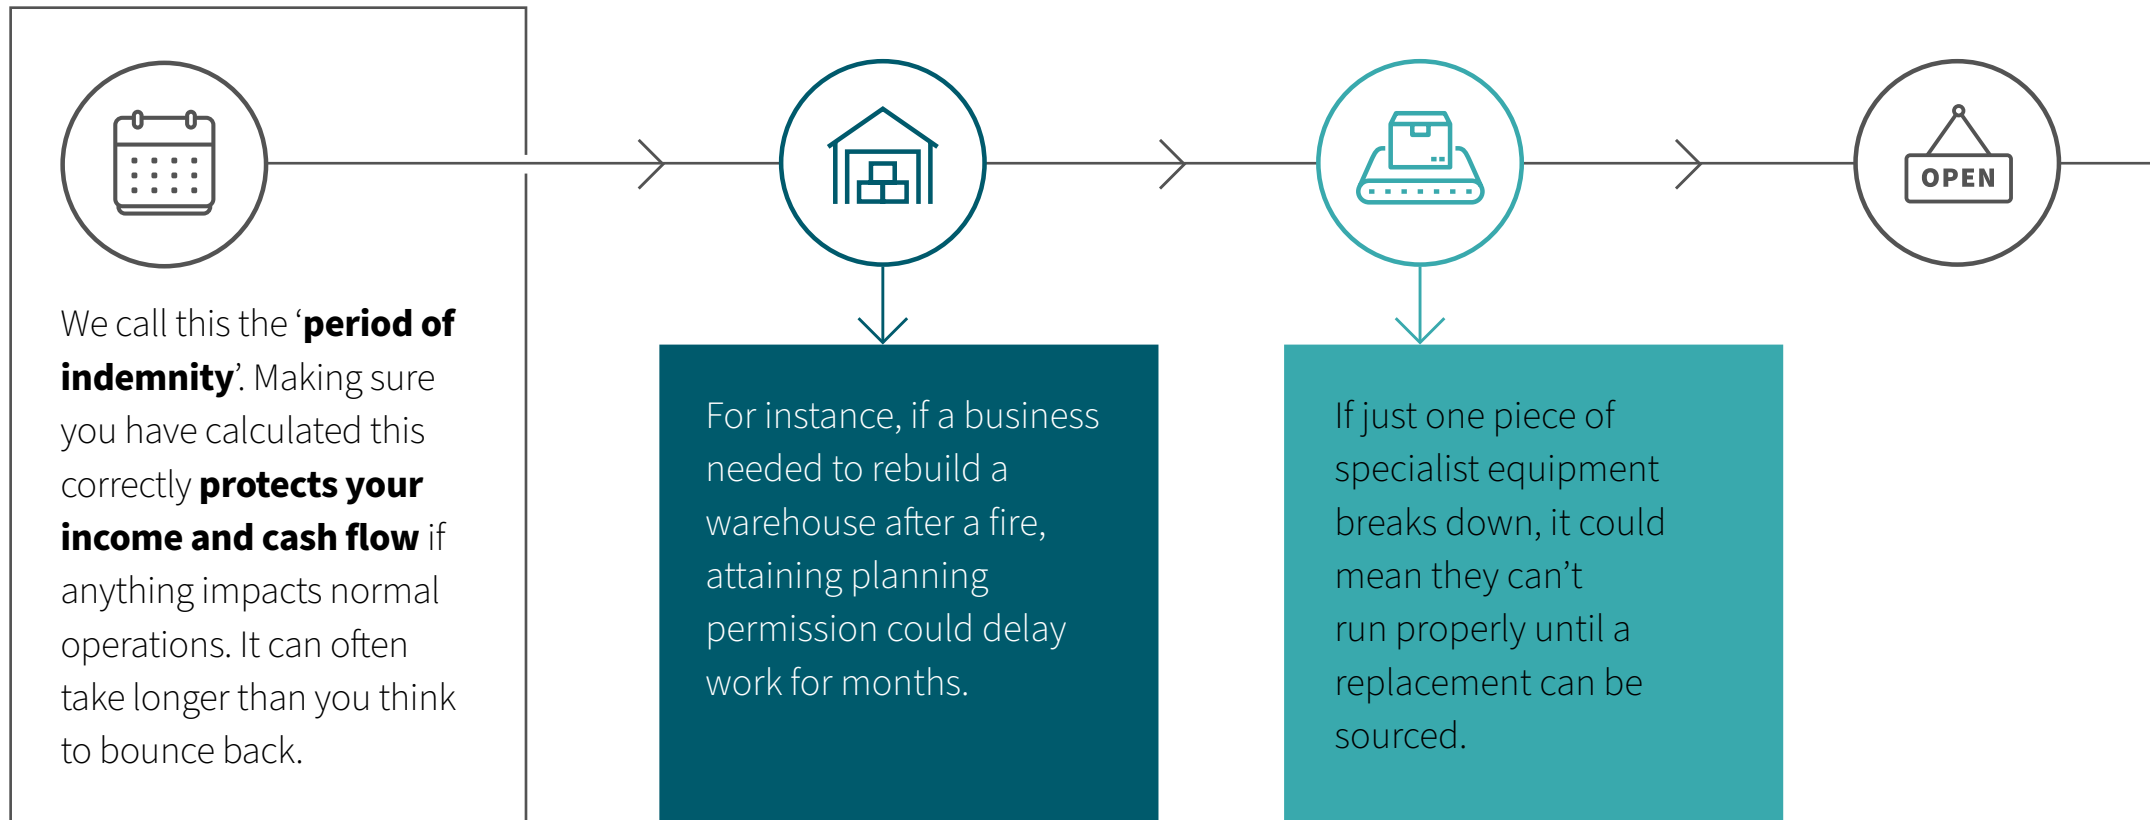 We call this the ‘period of
indemnity’. Making sure
you have calculated this
correctly protects your
income and cash flow if
anything impacts normal
operations. It can often
take longer than you think
to bounce back.
For instance, if a business
needed to rebuild a
warehouse after a fire,
attaining planning
permission could delay
work for months.
If just one piece of
specialist equipment
breaks down, it could
mean they can’t
run properly until a
replacement can be
sourced.
OPEN